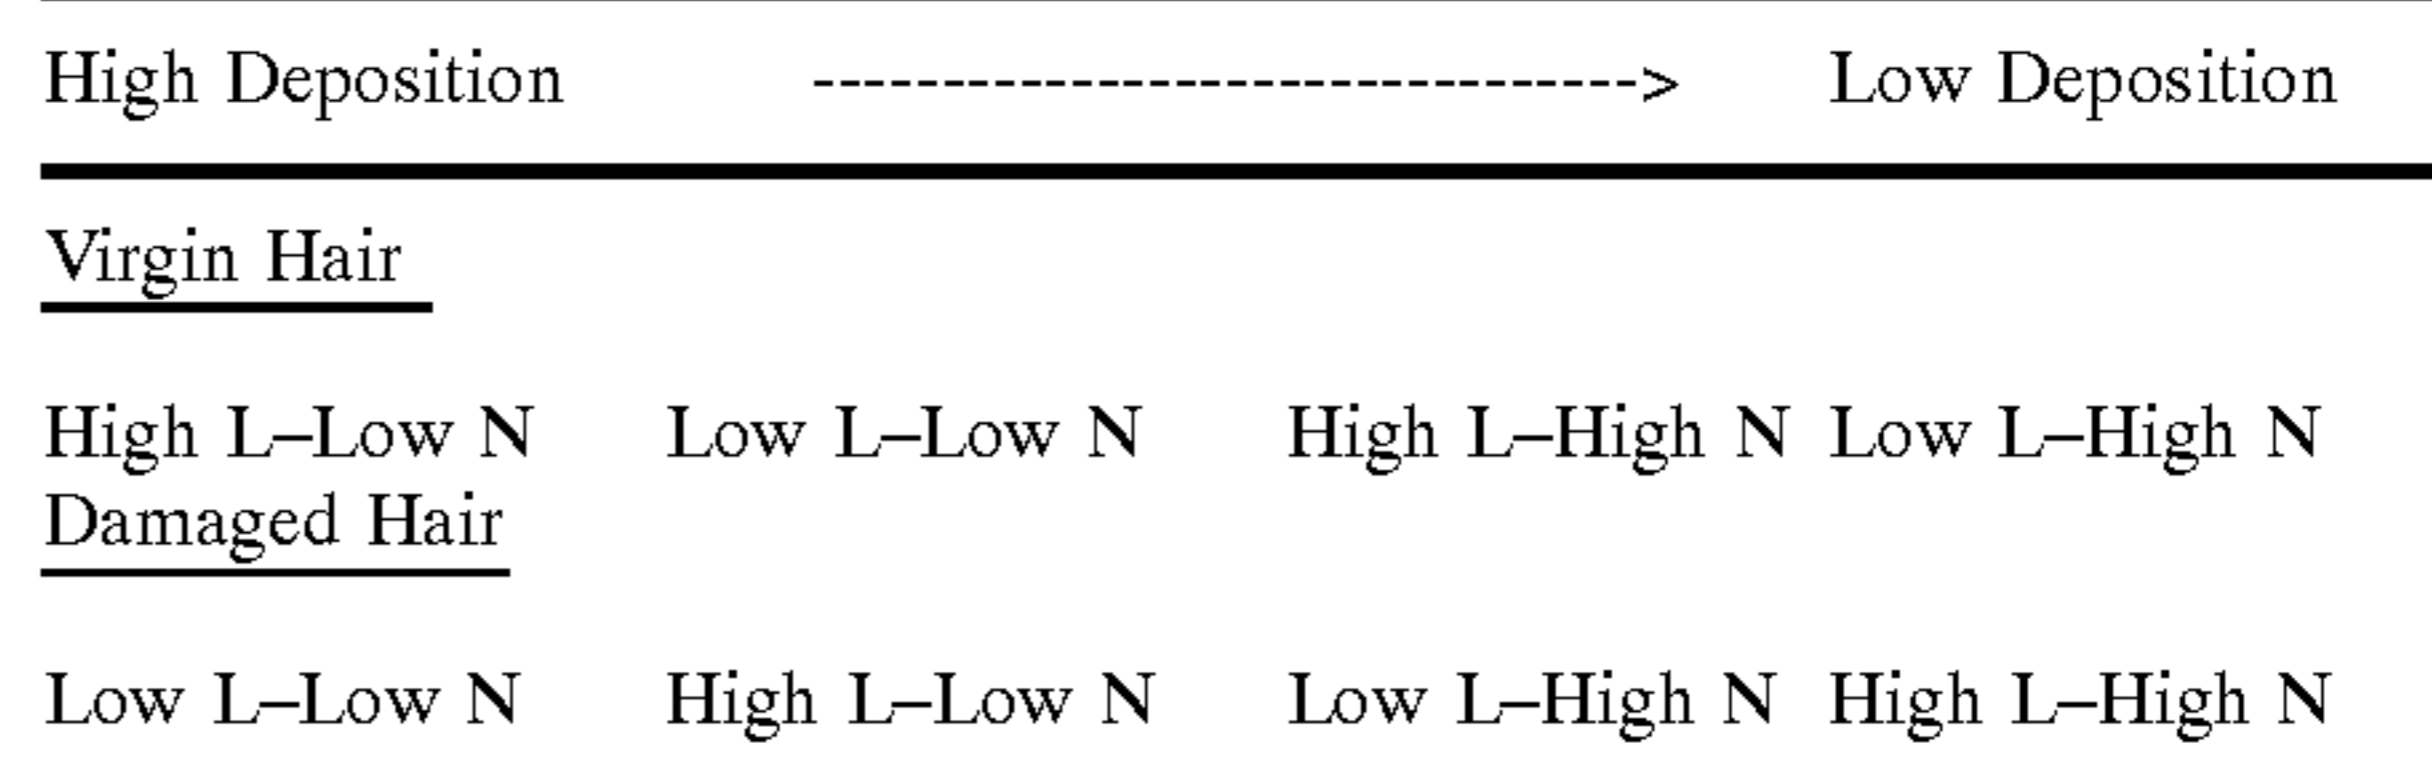 High Deposition -------------------------------> Low Deposition
Virgin Hair
High L–Low N Low L–Low N High L–High N Low L–High N
Damaged Hair
Low L–Low N High L–Low N Low L–High N High L–High N